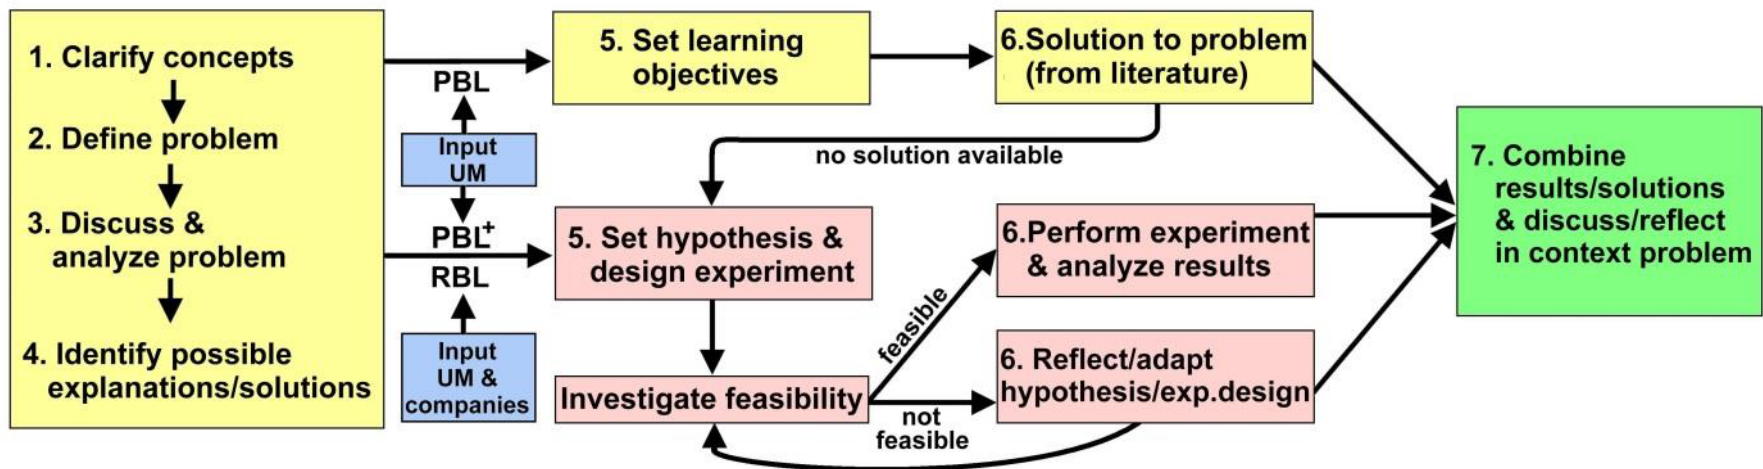 1. Clarify concepts
2. Define problem
3. Discuss &
analyze problem
4. Identify possible
explanations/solutions
PBL
Input
UM
PBL+
RBL
Input
UM &
companies
5. Set learning
objectives
6.Solution to problem
(from literature)
no solution available
5. Set hypothesis &
design experiment
Investigate feasibility
feasible
not
feasible
6.Perform experiment
& analyze results
6. Reflect/adapt
hypothesis/exp.design
7. Combine
results/solutions
& discuss/reflect
in context problem